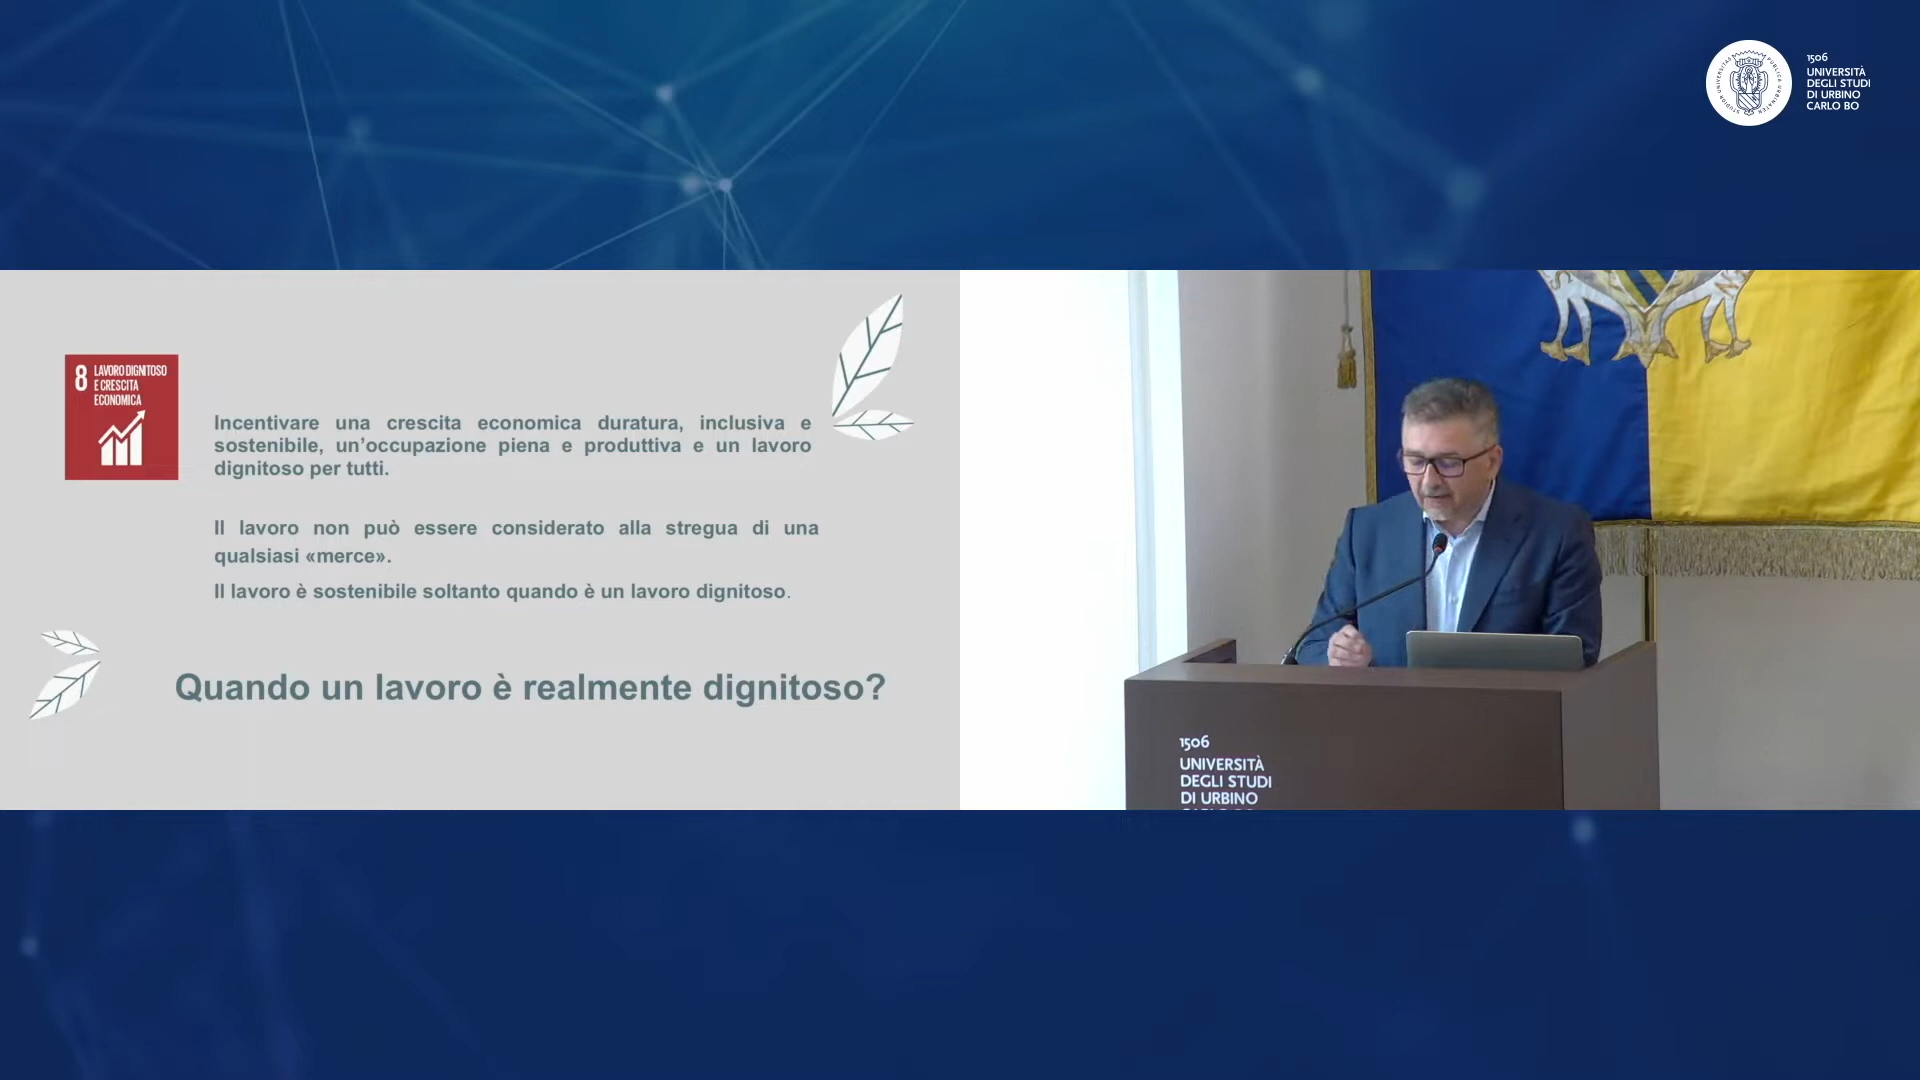 1506
UNIVERSITÀ
DEGLI STUDI
DI URBINO
CARLO BO
8 LAVORO DIGNITOSO
E CRESCITA
ECONOMICA
Incentivare una crescita economica duratura, inclusiva e
sostenibile, un’occupazione piena e produttiva e un lavoro
dignitoso per tutti.
Il lavoro non può essere considerato alla stregua di una
qualsiasi «merce».
Il lavoro è sostenibile soltanto quando è un lavoro dignitoso.
Quando un lavoro è realmente dignitoso?
1506
UNIVERSITÀ
DEGLI STUDI
DI URBINO